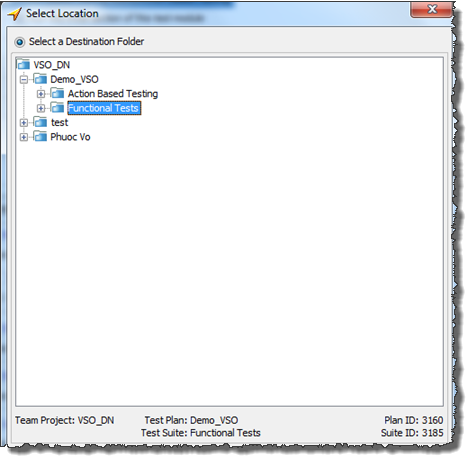 Select Location
Select a Destination Folder
VSO_DN
Demo_VSO
Action Based Testing
Functional Tests
test
Phuoc Vo
Team Project: VSO_DN Test Plan: Demo_VSO Plan ID: 3160
Test Suite: Functional Tests Suite ID: 3185